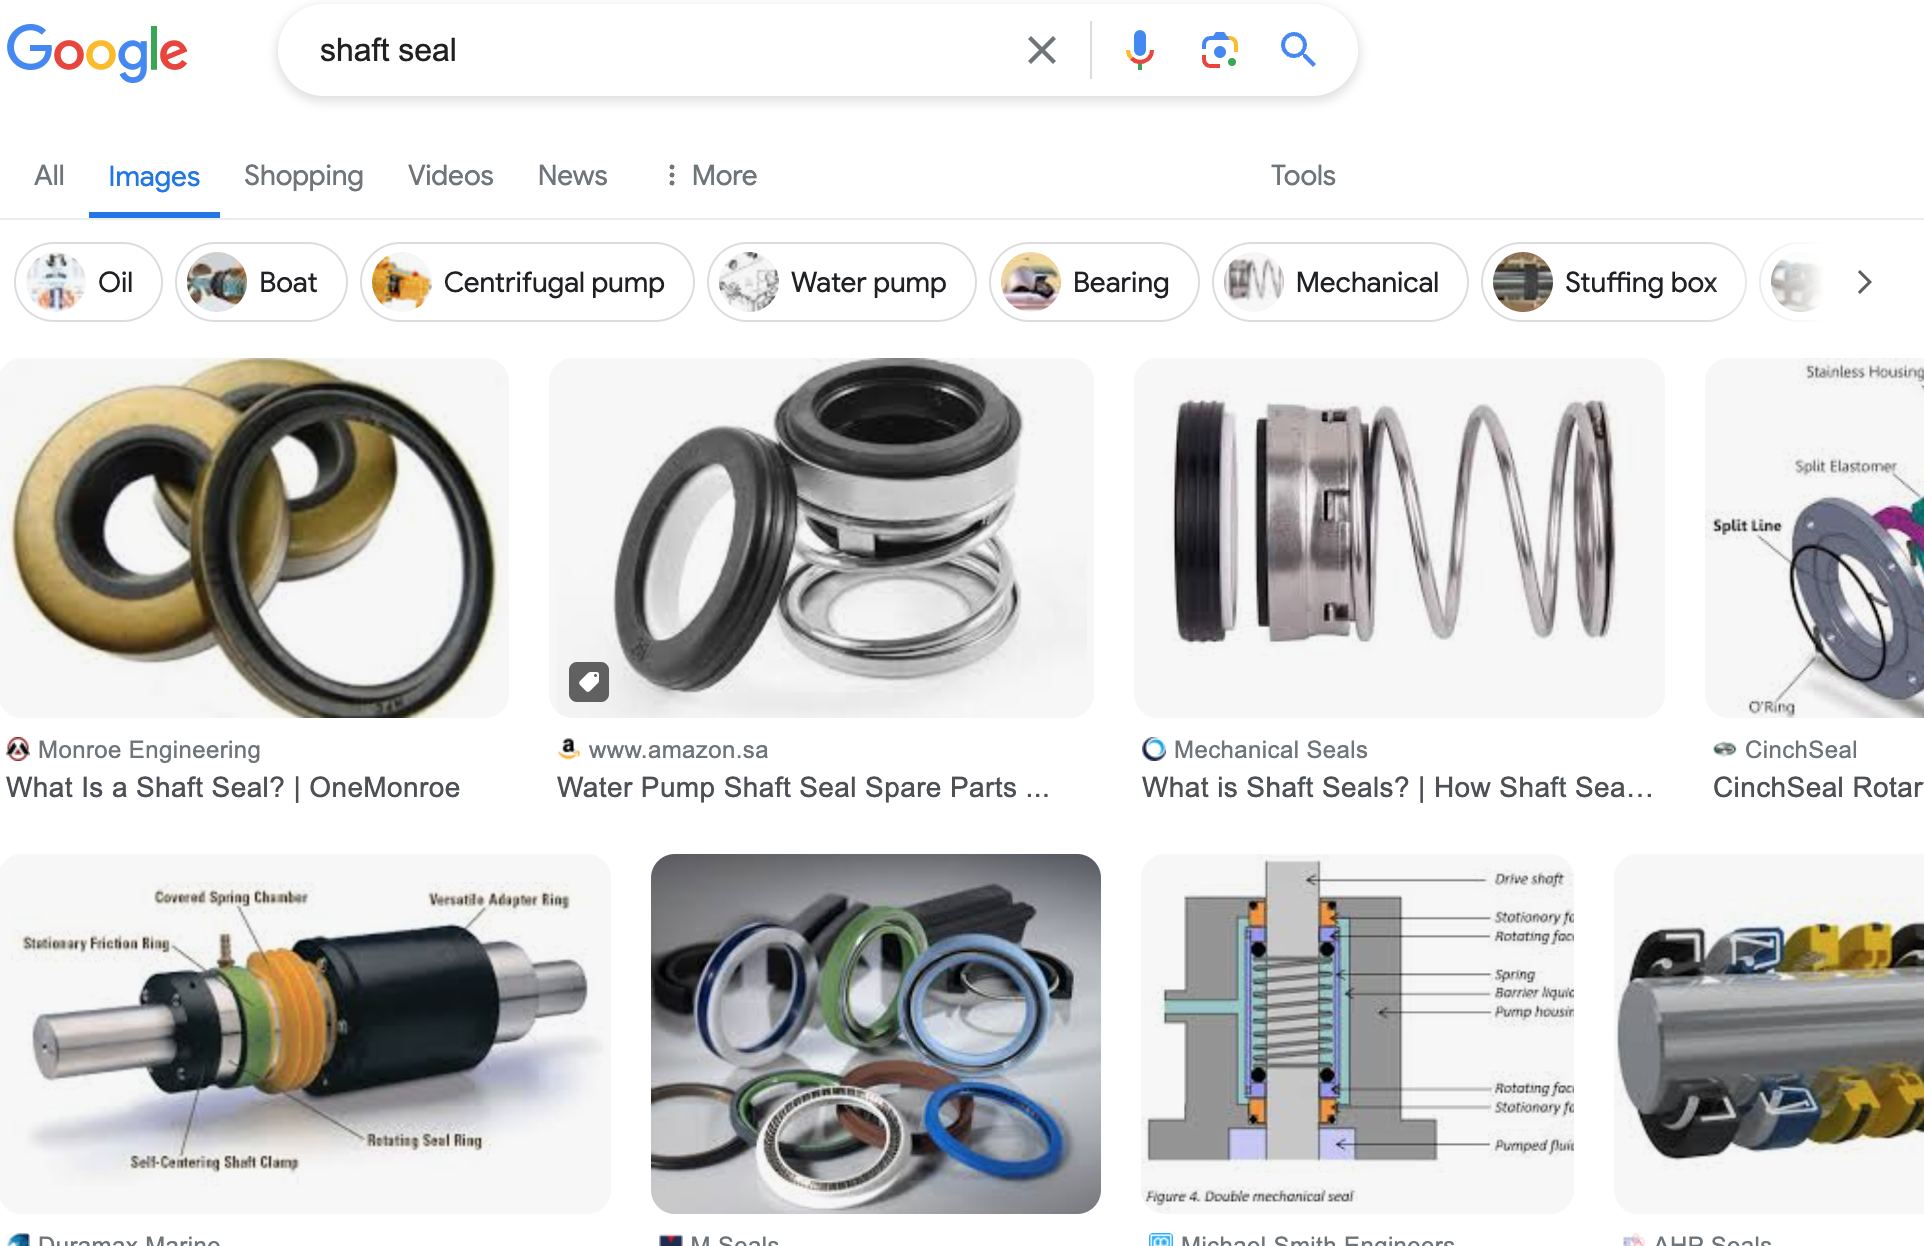 Google
shaft seal
All
Images
Shopping
Videos
News
More
Tools
Oil
Boat
Centrifugal pump
Water pump
Bearing
Mechanical
Stuffing box
Stainless Housing
Split Elastomer
Split Line
O'Ring
Monroe Engineering
What Is a Shaft Seal? | OneMonroe
www.amazon.sa
Water Pump Shaft Seal Spare Parts ...
Mechanical Seals
What is Shaft Seals? | How Shaft Sea...
CinchSeal
CinchSeal Rotar
Covered Spring Chamber
Versatile Adapter Ring
Stationary Friction Ring
Rotating Seal Ring
Self-Centering Shaft Clamp
Drive shaft
Stationary fa
Rotating face
Spring
Barrier liquid
Pump housin
Rotating face
Stationary fa
Pumped fluid
Figure 4. Double mechanical seal
Duramax Marine
M Seals
Michael Smith Engineers
AHP Seals